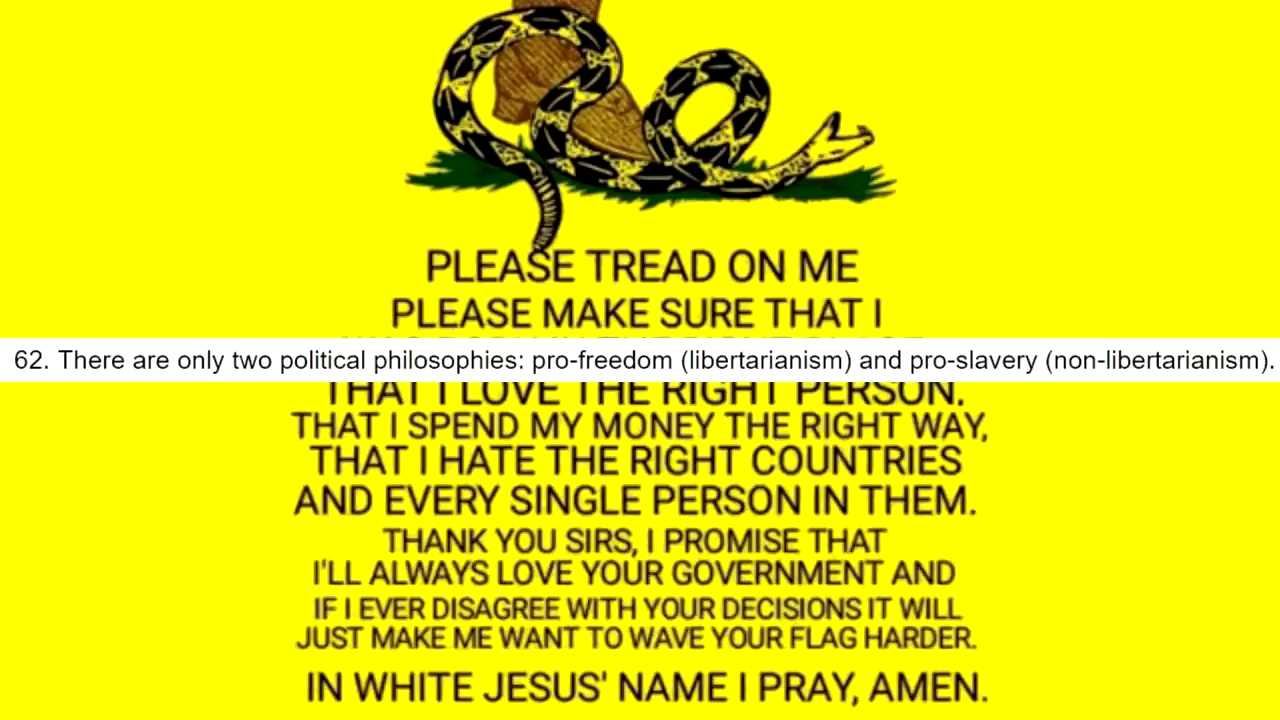 PLEASE TREAD ON ME
PLEASE MAKE SURE THAT I
62. There are only two political philosophies: pro-freedom (libertarianism) and pro-slavery (non-libertarianism).
THAT I LOVE THE RIGHT PERSON.
THAT I SPEND MY MONEY THE RIGHT WAY,
THAT I HATE THE RIGHT COUNTRIES
AND EVERY SINGLE PERSON IN THEM.
THANK YOU SIRS, I PROMISE THAT
I'LL ALWAYS LOVE YOUR GOVERNMENT AND
IF I EVER DISAGREE WITH YOUR DECISIONS IT WILL
JUST MAKE ME WANT TO WAVE YOUR FLAG HARDER.
IN WHITE JESUS' NAME I PRAY, AMEN.